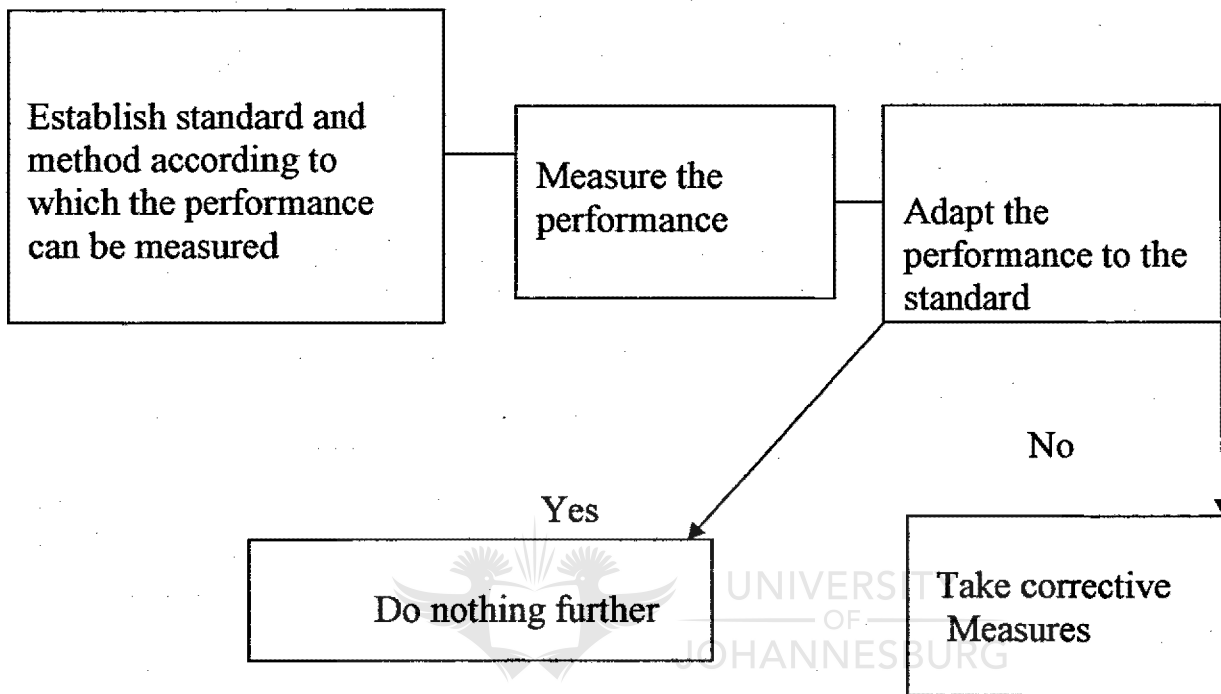 Establish standard and
method according to
which the performance
can be measured
Measure the
performance
Adapt the
performance to the
standard
No
Yes
Do nothing further
Take corrective
Measures
UNIVERSIT
OF
JOHANNESBURG